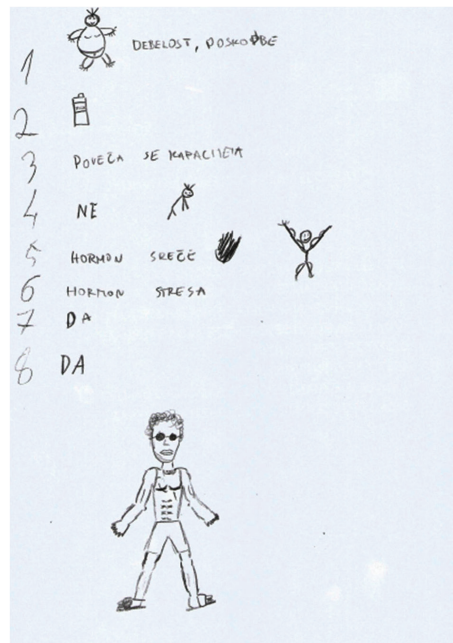 1 DEBELOST, POSKODBE
2
3 POVEČA SE KAPACITETA
4 NE
5 HORMON SREČE
6 HORMON STRESA
7 DA
8 DA